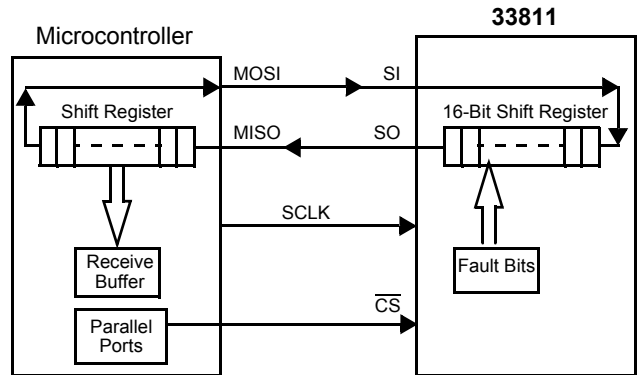 33811
Microcontroller
MOSI
SI
Shift Register
16-Bit Shift Register
MISO
SO
SCLK
Receive
Buffer
Fault Bits
CS
Parallel
Ports